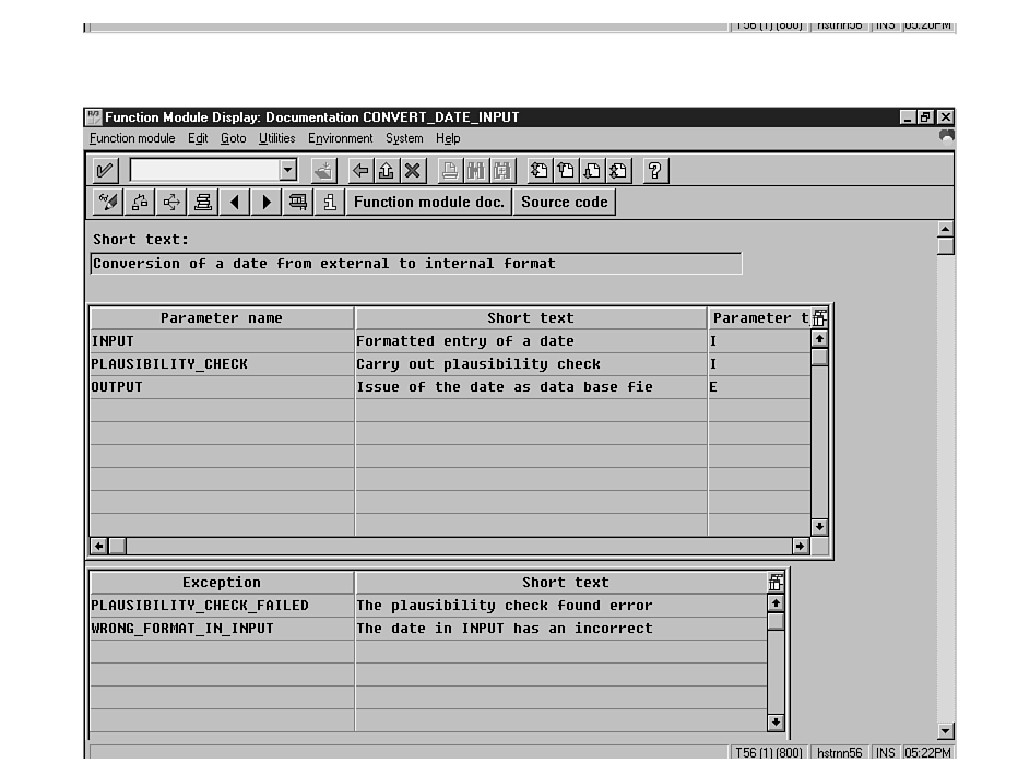 T56 (1) (800) hstrnn56 INS 05:20PM
Function Module Display: Documentation CONVERT_DATE_INPUT
Function module Edit Goto Utilities Environment System Help
Function module doc. Source code
Short text:
Conversion of a date from external to internal format
Parameter name Short text Parameter t
INPUT Formatted entry of a date I
PLAUSIBILITY_CHECK Carry out plausibility check I
OUTPUT Issue of the date as data base fie E
Exception Short text
PLAUSIBILITY_CHECK_FAILED The plausibility check found error
WRONG_FORMAT_IN_INPUT The date in INPUT has an incorrect
T56 (1) (800) hstrnn56 INS 05:22PM